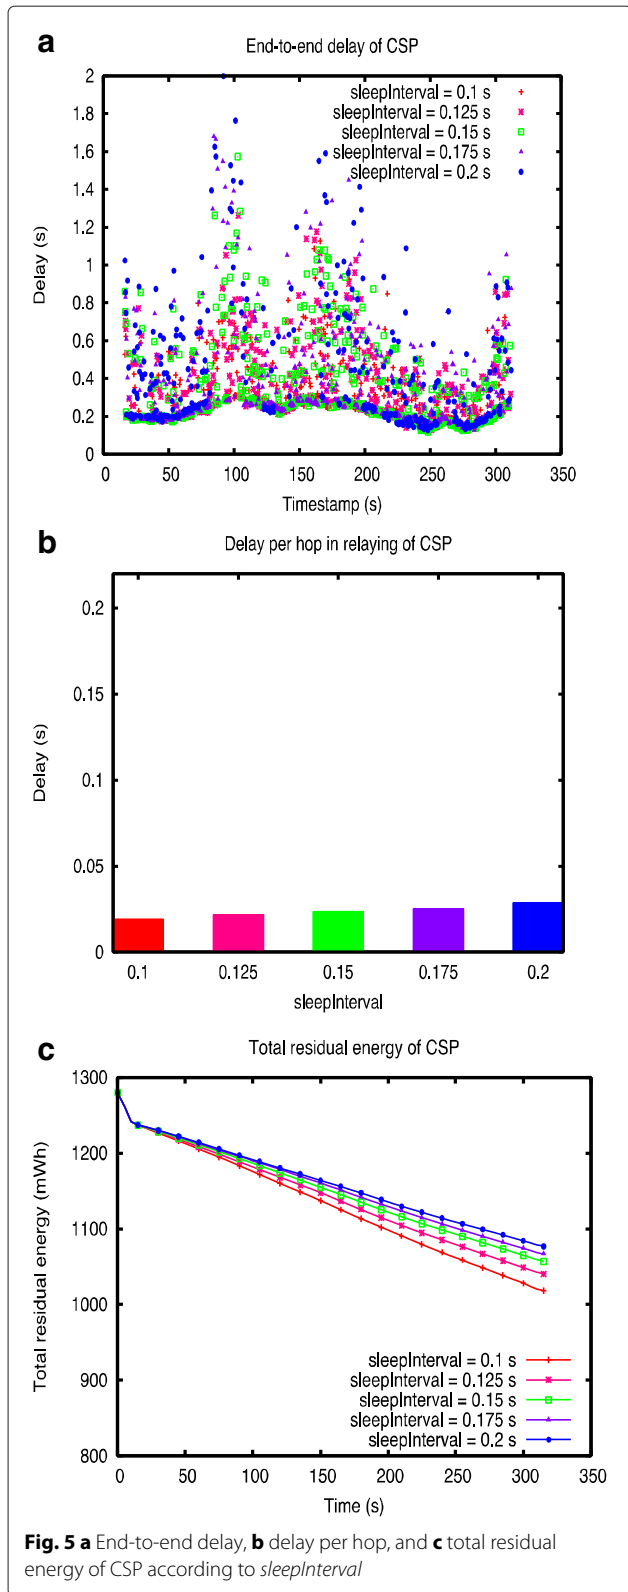 a
End-to-end delay of CSP
sleepInterval = 0.1 s
sleepInterval = 0.125 s
sleepInterval = 0.15 s
sleepInterval = 0.175 s
sleepInterval = 0.2 s
Delay (s)
2
1.8
1.6
1.4
1.2
1
0.8
0.6
0.4
0.2
0
0 50 100 150 200 250 300 350
Timestamp (s)
b
Delay per hop in relaying of CSP
Delay (s)
0.2
0.15
0.1
0.05
0
0.1 0.125 0.15 0.175 0.2
sleepInterval
c
Total residual energy of CSP
Total residual energy (mWh)
1300
1200
1100
1000
900
800
sleepInterval = 0.1 s
sleepInterval = 0.125 s
sleepInterval = 0.15 s
sleepInterval = 0.175 s
sleepInterval = 0.2 s
0 50 100 150 200 250 300 350
Time (s)
Fig. 5 a End-to-end delay, b delay per hop, and c total residual
energy of CSP according to sleepInterval